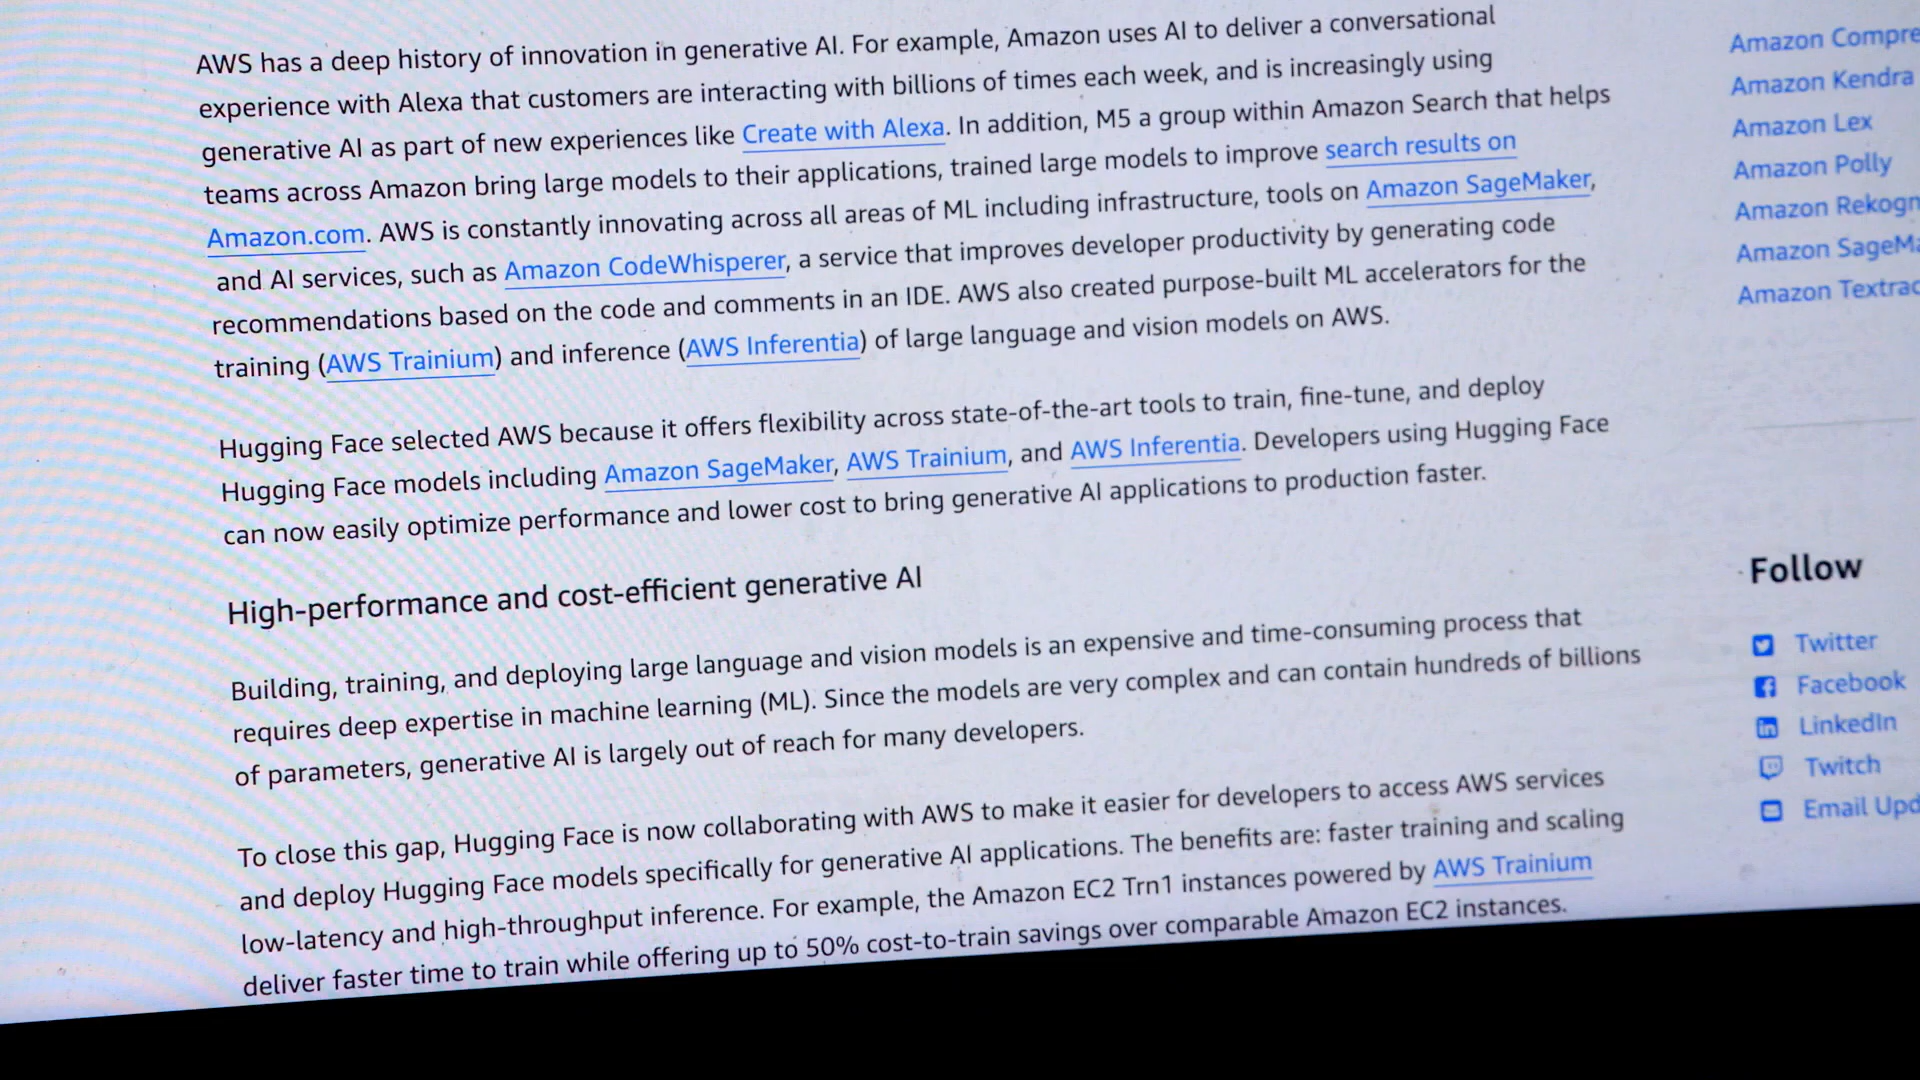 AWS has a deep history of innovation in generative AI. For example, Amazon uses AI to deliver a conversational
experience with Alexa that customers are interacting with billions of times each week, and is increasingly using
generative AI as part of new experiences like Create with Alexa. In addition, M5 a group within Amazon Search that helps
teams across Amazon bring large models to their applications, trained large models to improve search results on
Amazon.com. AWS is constantly innovating across all areas of ML including infrastructure, tools on Amazon SageMaker,
and AI services, such as Amazon CodeWhisperer, a service that improves developer productivity by generating code
recommendations based on the code and comments in an IDE. AWS also created purpose-built ML accelerators for the
training (AWS Trainium) and inference (AWS Inferentia) of large language and vision models on AWS.
Hugging Face selected AWS because it offers flexibility across state-of-the-art tools to train, fine-tune, and deploy
Hugging Face models including Amazon SageMaker, AWS Trainium, and AWS Inferentia. Developers using Hugging Face
can now easily optimize performance and lower cost to bring generative AI applications to production faster.
High-performance and cost-efficient generative AI
Building, training, and deploying large language and vision models is an expensive and time-consuming process that
requires deep expertise in machine learning (ML). Since the models are very complex and can contain hundreds of billions
of parameters, generative AI is largely out of reach for many developers.
To close this gap, Hugging Face is now collaborating with AWS to make it easier for developers to access AWS services
and deploy Hugging Face models specifically for generative AI applications. The benefits are: faster training and scaling
low-latency and high-throughput inference. For example, the Amazon EC2 Trn1 instances powered by AWS Trainium
deliver faster time to train while offering up to 50% cost-to-train savings over comparable Amazon EC2 instances.
Amazon Compre
Amazon Kendra
Amazon Lex
Amazon Polly
Amazon Rekogn
Amazon SageMa
Amazon Textrac
Follow
Twitter
Facebook
LinkedIn
Twitch
Email Upd